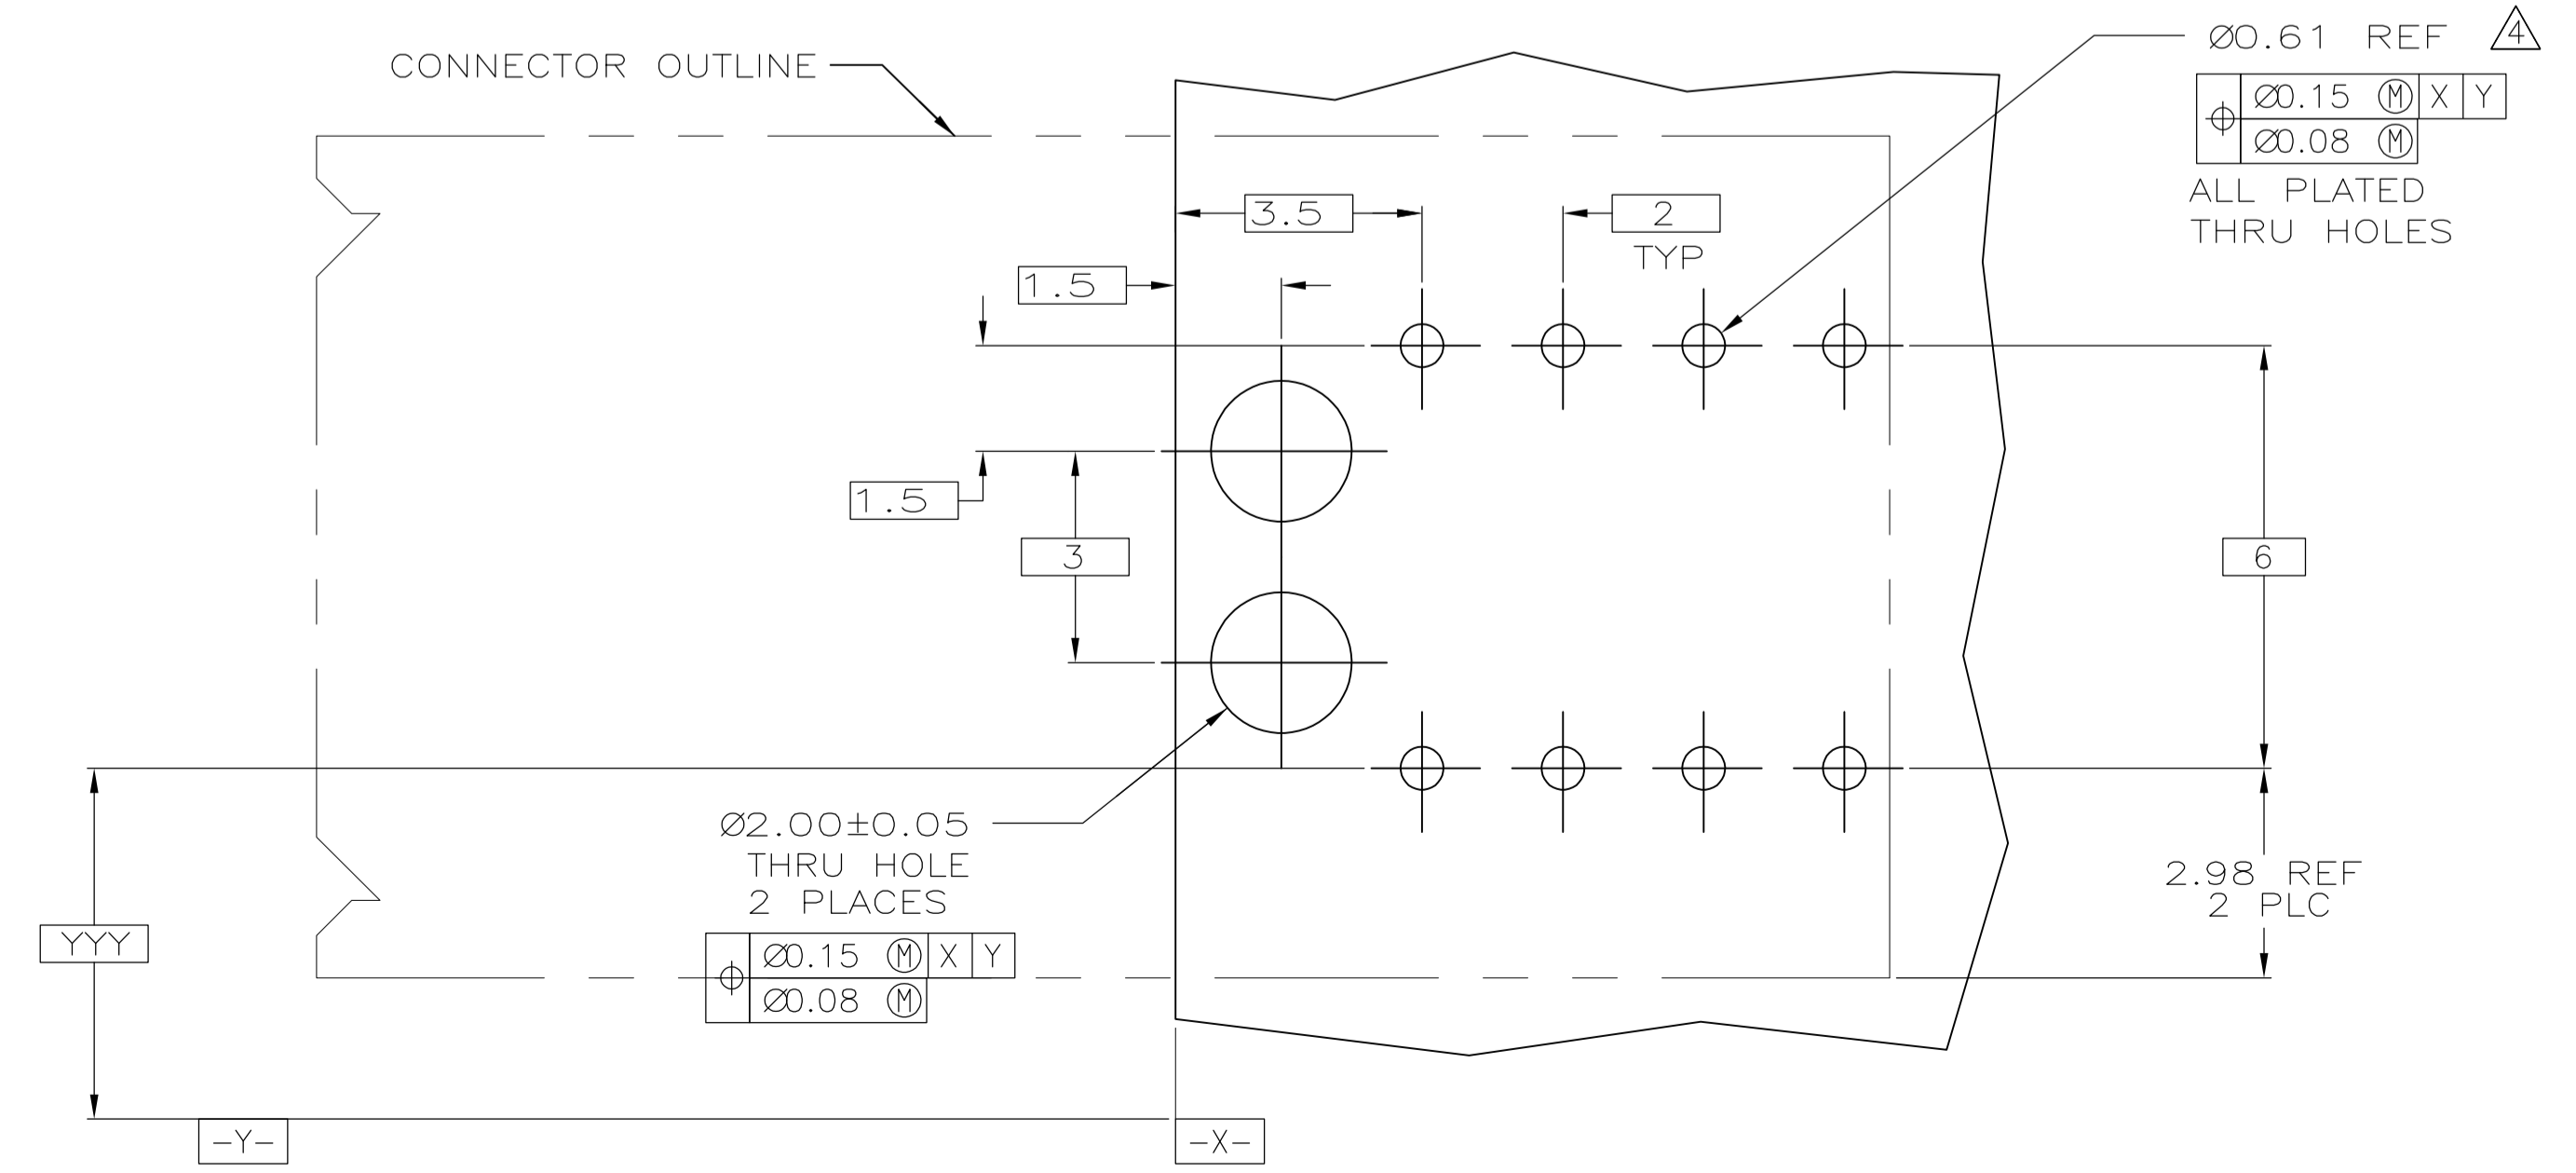 CONNECTOR OUTLINE
Ø0.61 REF 4
Ø0.15 Ⓜ X Y
Ø0.08 Ⓜ
ALL PLATED
THRU HOLES
3.5
2
TYP
1.5
1.5
3
6
Ø2.00±0.05
THRU HOLE
2 PLACES
Ø0.15 Ⓜ X Y
Ø0.08 Ⓜ
2.98 REF
2 PLC
YYY
-Y-
-X-